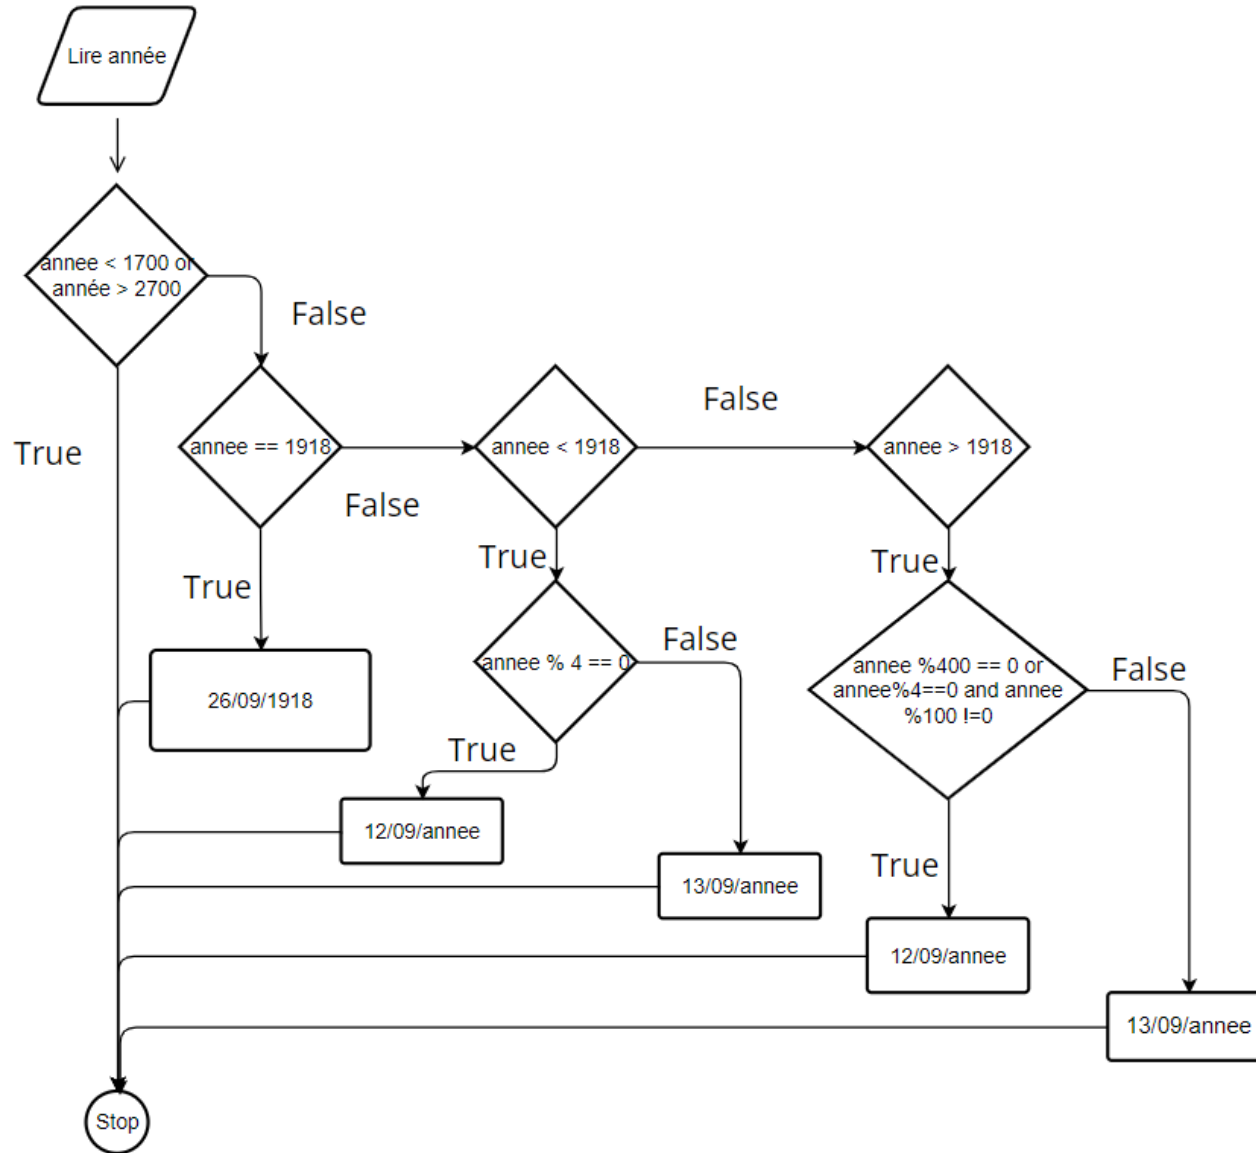 Lire année
annee < 1700 or
année > 2700
False
True
annee == 1918
False
annee < 1918
False
annee > 1918
True
True
True
26/09/1918
annee % 4 == 0
False
annee %400 == 0 or
annee%4==0 and annee
%100 !=0
False
True
12/09/annee
13/09/annee
True
12/09/annee
13/09/annee
Stop